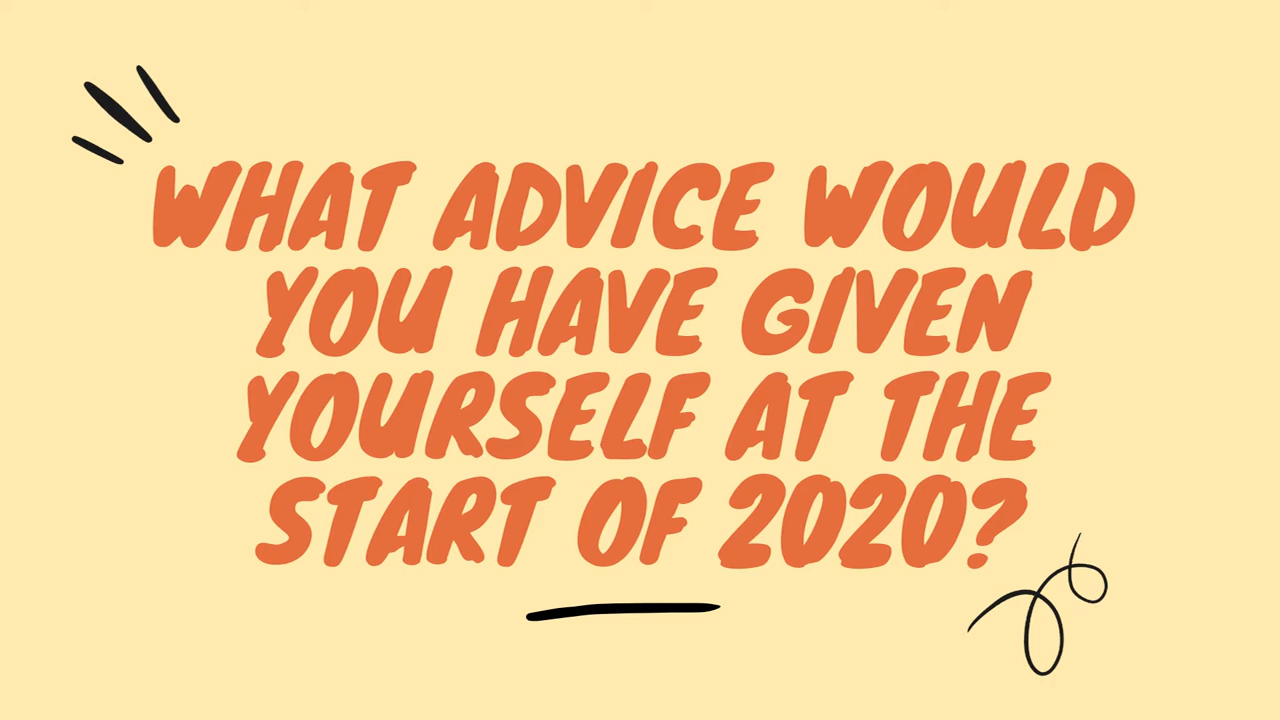 WHAT ADVICE WOULD
YOU HAVE GIVEN
YOURSELF AT THE
START OF 2020?